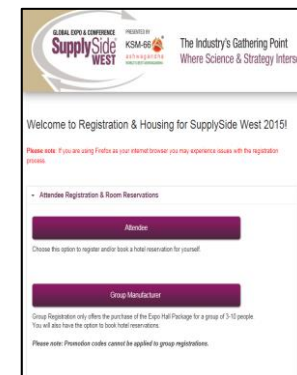 GLOBAL EXPO & CONFERENCE
SupplySide
WEST
PRESENTED BY
KSM-66
ashwagandha
The Industry's Gathering Point
Where Science & Strategy Inters
Welcome to Registration & Housing for SupplySide West 2015!
Please note: If you are using Firefox as your internet browser you may experience issues with the registration
process.
Attendee Registration & Room Reservations
Attendee
Choose this option to register and/or book a hotel reservation for yourself.
Group Manufacturer
Group Registration only offers the purchase of the Expo Hall Package for a group of 3-10 people
You will also have the option to book hotel reservations.
Please note: Promotion codes cannot be applied to group registrations.